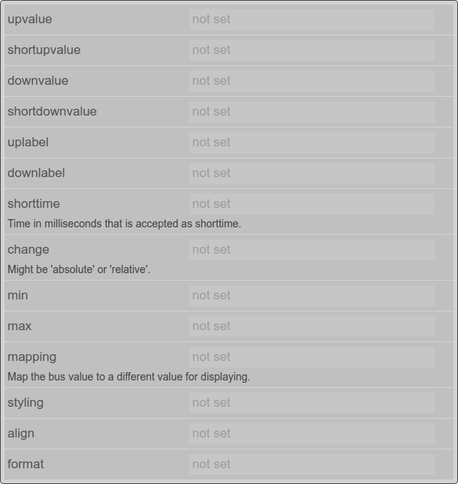 upvalue not set
shortupvalue not set
downvalue not set
shortdownvalue not set
uplabel not set
downlabel not set
shorttime not set
Time in milliseconds that is accepted as shorttime.
change not set
Might be 'absolute' or 'relative'.
min not set
max not set
mapping not set
Map the bus value to a different value for displaying.
styling not set
align not set
format not set